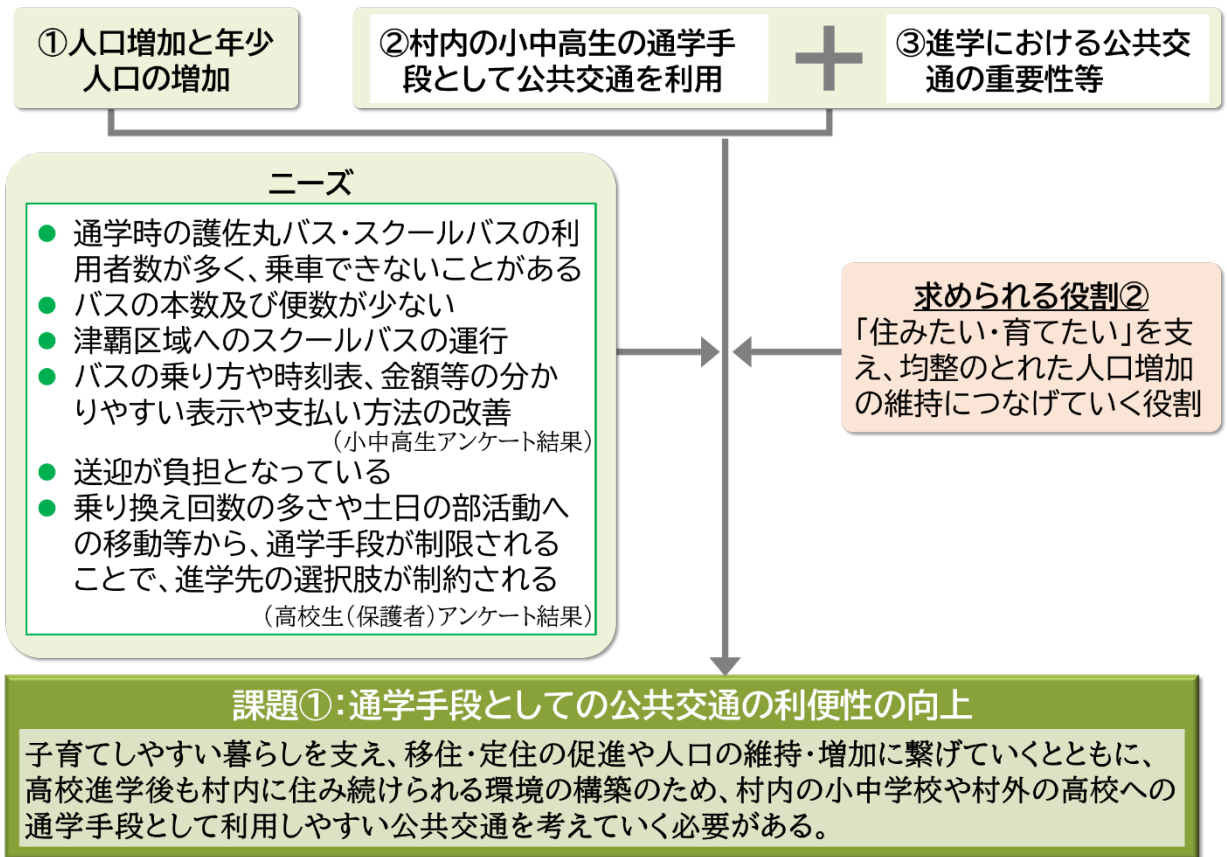 ①人口増加と年少
人口の増加
②村内の小中高生の通学手
段として公共交通を利用
＋
③進学における公共交
通の重要性等
ニーズ
● 通学時の護佐丸バス・スクールバスの利
用者数が多く、乗車できないことがある
● バスの本数及び便数が少ない
● 津覇区域へのスクールバスの運行
● バスの乗り方や時刻表、金額等の分か
りやすい表示や支払い方法の改善
（小中高生アンケート結果）
● 送迎が負担となっている
● 乗り換え回数の多さや土日の部活動へ
の移動等から、通学手段が制限される
ことで、進学先の選択肢が制約される
（高校生（保護者）アンケート結果）
求められる役割②
「住みたい・育てたい」を支
え、均整のとれた人口増加
の維持につなげていく役割
課題①：通学手段としての公共交通の利便性の向上
子育てしやすい暮らしを支え、移住・定住の促進や人口の維持・増加に繋げていくとともに、
高校進学後も村内に住み続けられる環境の構築のため、村内の小中学校や村外の高校への
通学手段として利用しやすい公共交通を考えていく必要がある。